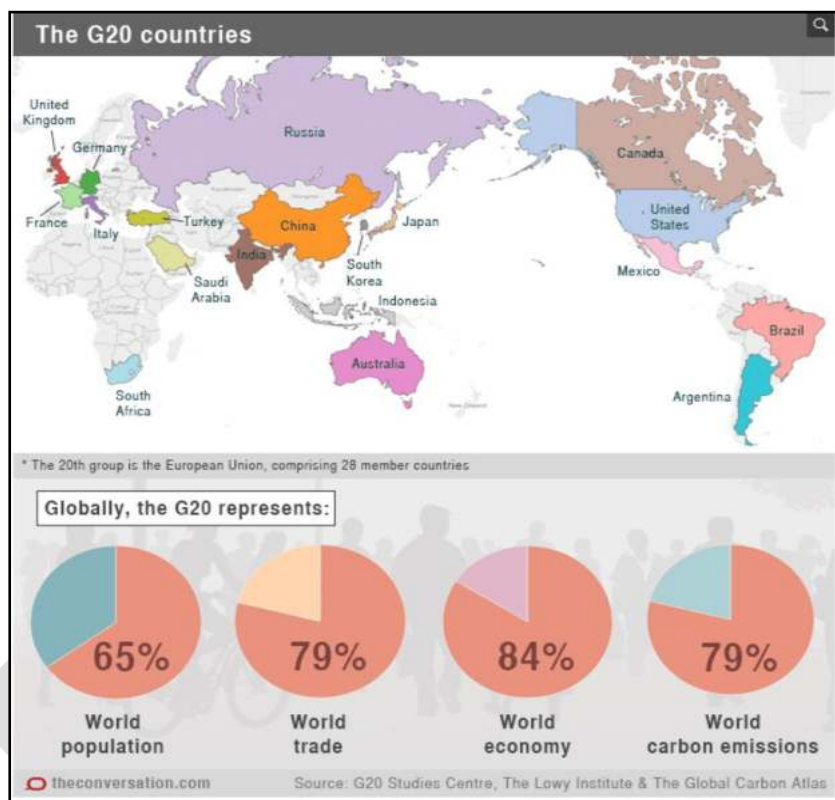 The G20 countries
United
Kingdom
Germany
Russia
Canada
France
Italy
Turkey
China
Japan
United
States
India
South
Korea
Mexico
Saudi
Arabia
Indonesia
Brazil
Australia
South
Africa
Argentina
New Zealand
* The 20th group is the European Union, comprising 28 member countries
Globally, the G20 represents:
65%
79%
84%
79%
World
population
World
trade
World
economy
World
carbon emissions
theconversation.com
Source: G20 Studies Centre, The Lowy Institute & The Global Carbon Atlas